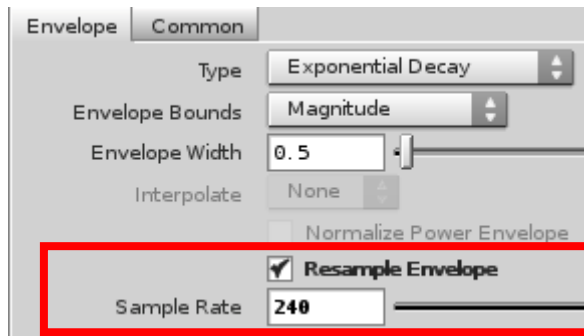 Envelope Common
Type Exponential Decay
Envelope Bounds Magnitude
Envelope Width 0.5
Interpolate None
Normalize Power Envelope
Resample Envelope
Sample Rate 240